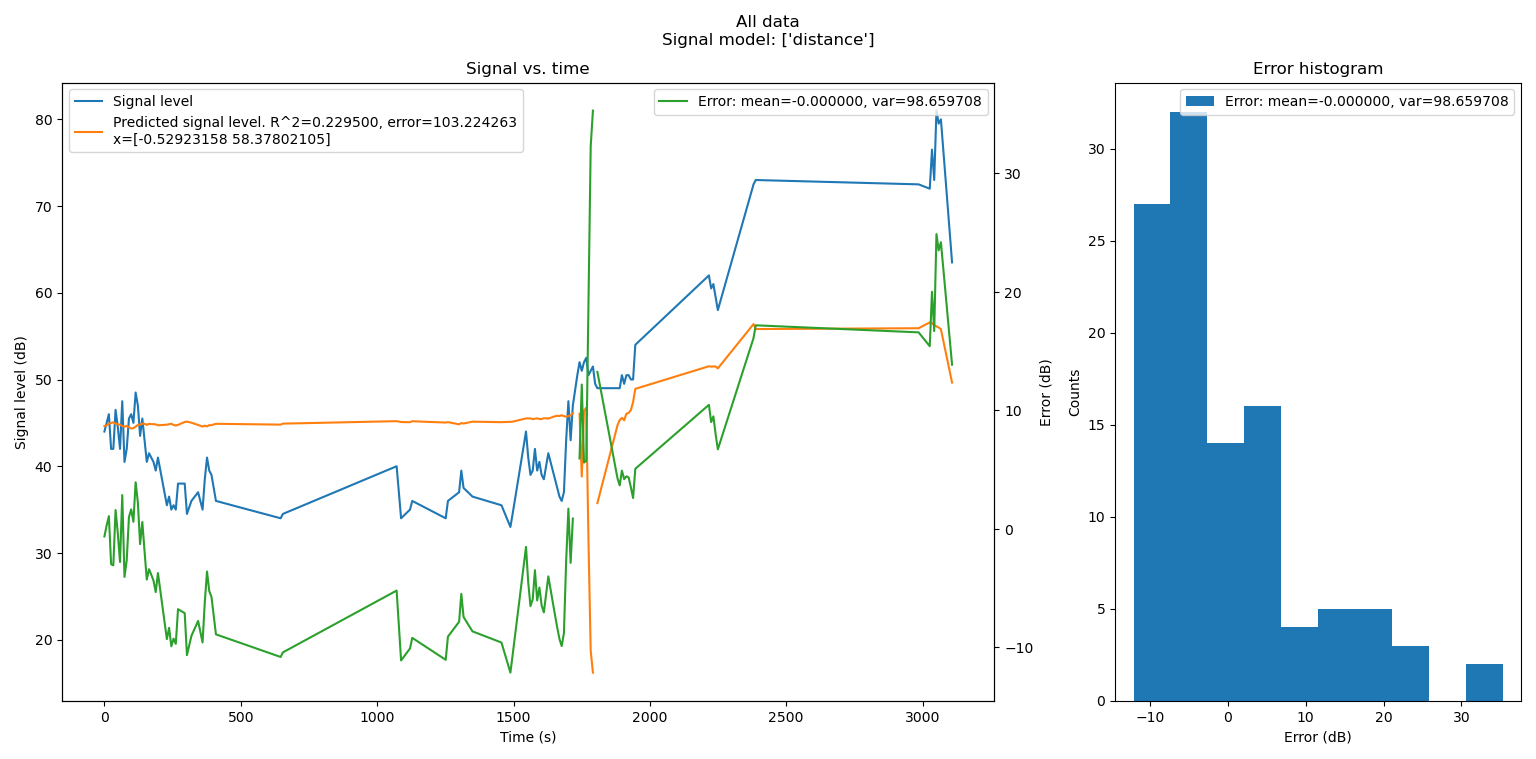 All data
Signal model: ['distance']
Signal vs. time
Signal level
Predicted signal level. R^2=0.229500, error=103.224263
x=[-0.52923158 58.37802105]
Error: mean=-0.000000, var=98.659708
80
70
60
50
40
30
20
Signal level (dB)
0
500
1000
1500
2000
2500
3000
Time (s)
30
20
10
0
−10
Error (dB)
Error histogram
Error: mean=-0.000000, var=98.659708
30
25
20
15
10
5
0
Counts
−10
0
10
20
30
Error (dB)